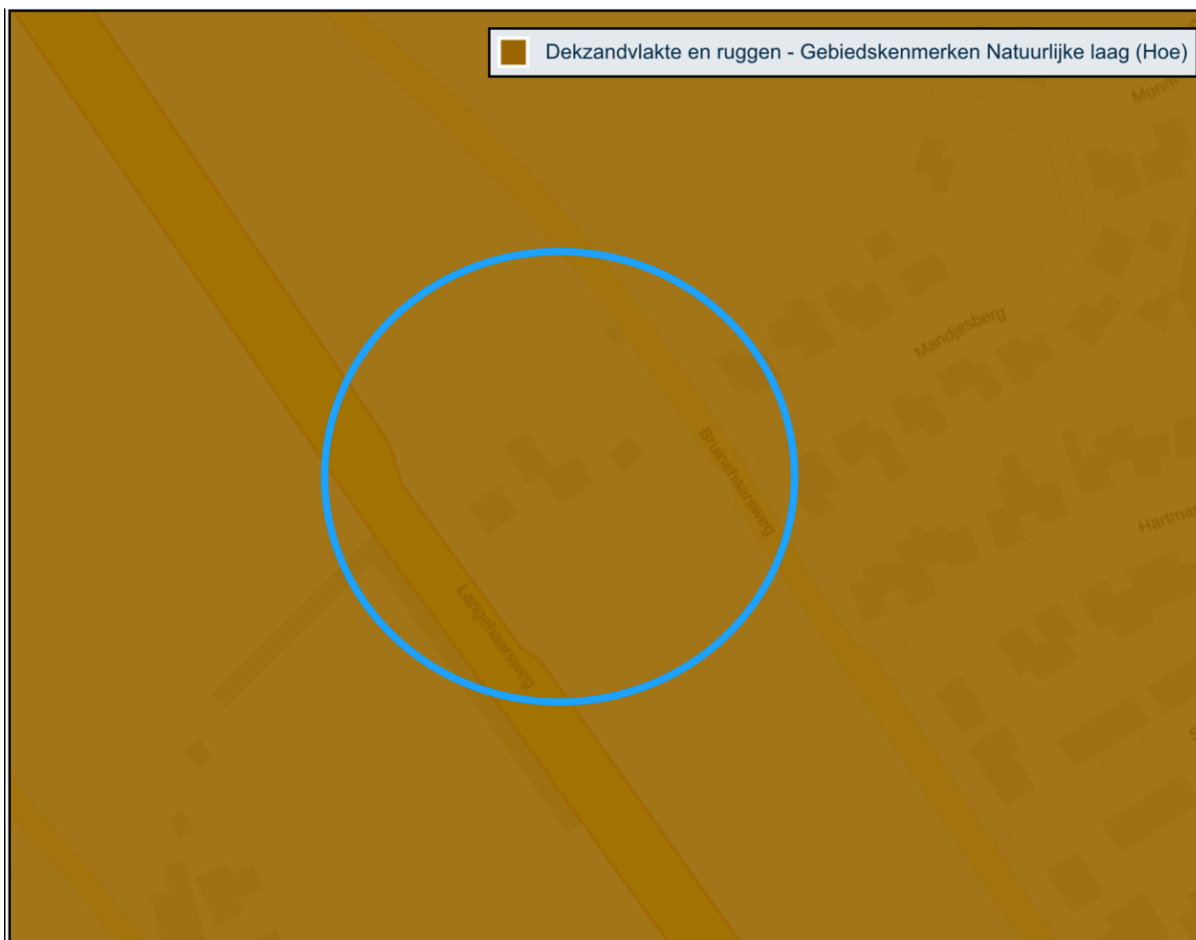 Dekzandvlakte en ruggen - Gebiedskenmerken Natuurlijke laag (Hoe)
Mandjesberg
Bruinehaarsweg
Langehaarsweg